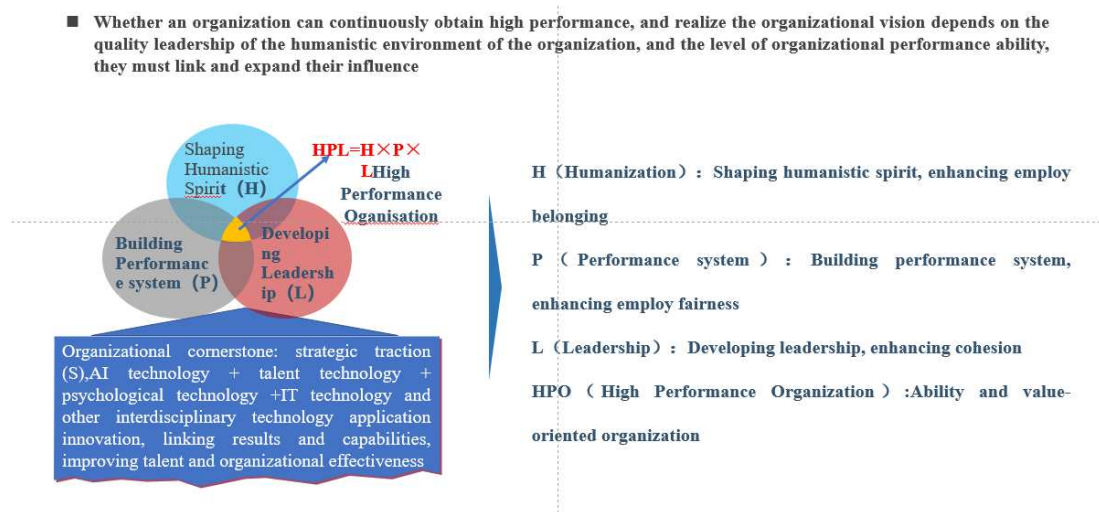 ■ Whether an organization can continuously obtain high performance, and realize the organizational vision depends on the
quality leadership of the humanistic environment of the organization, and the level of organizational performance ability,
they must link and expand their influence
Shaping
Humanistic
Spirit（H）
HPL=H×P×
LHigh
Performance
Oganisation
Building
Performanc
e system（P）
Developi
ng
Leadersh
ip（L）
Organizational cornerstone: strategic traction
(S),AI technology + talent technology +
psychological technology +IT technology and
other interdisciplinary technology application
innovation, linking results and capabilities,
improving talent and organizational effectiveness
H（Humanization）：Shaping humanistic spirit, enhancing employ
belonging
P（Performance system）：Building performance system,
enhancing employ fairness
L（Leadership）：Developing leadership, enhancing cohesion
HPO（High Performance Organization）:Ability and value-
oriented organization